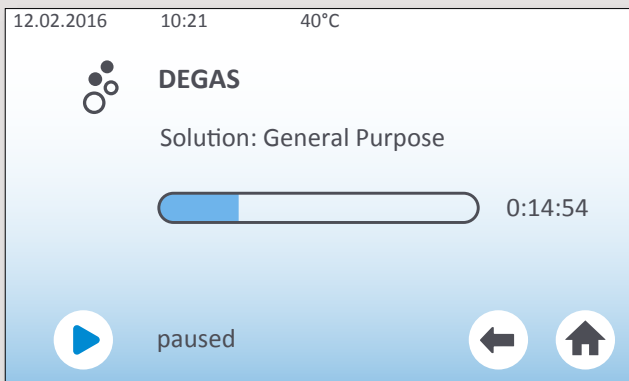 12.02.2016 10:21 40°C
DEGAS
Solution: General Purpose
0:14:54
paused